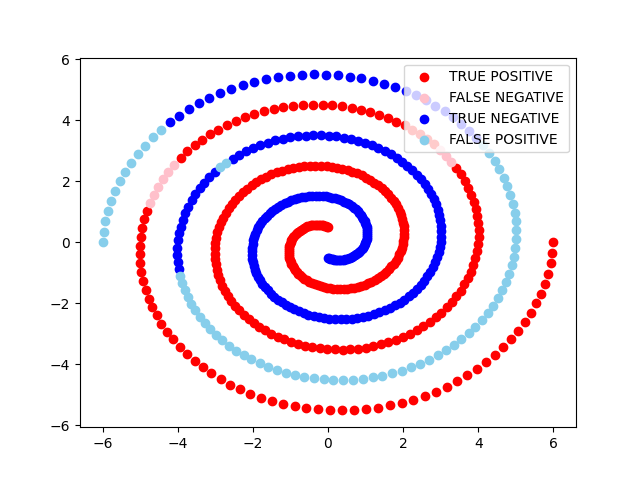 TRUE POSITIVE
FALSE NEGATIVE
TRUE NEGATIVE
FALSE POSITIVE
6
4
2
0
−2
−4
−6
−6 −4 −2 0 2 4 6